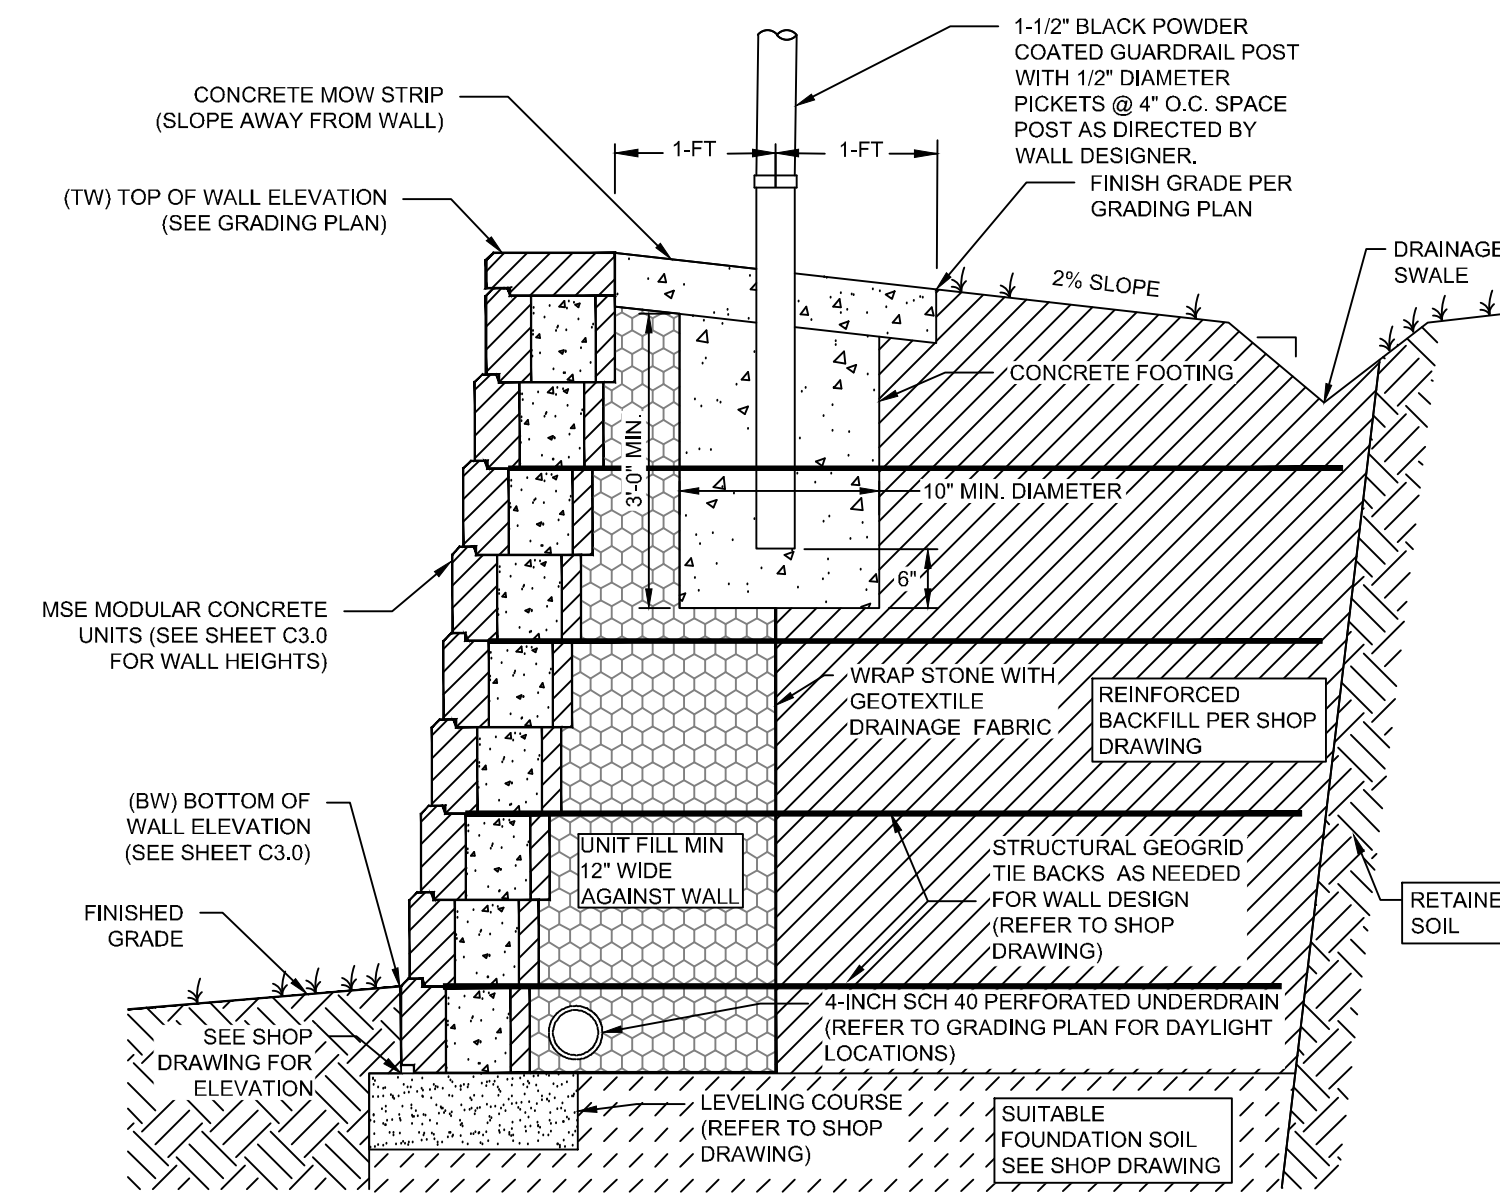 1-1/2" BLACK POWDER
COATED GUARDRAIL POST
WITH 1/2" DIAMETER
PICKETS @ 4" O.C. SPACE
POST AS DIRECTED BY
WALL DESIGNER.
CONCRETE MOW STRIP
(SLOPE AWAY FROM WALL)
1-FT
1-FT
(TW) TOP OF WALL ELEVATION
(SEE GRADING PLAN)
FINISH GRADE PER
GRADING PLAN
DRAINAGE
SWALE
2% SLOPE
CONCRETE FOOTING
3'-0" MIN.
10" MIN. DIAMETER
6"
MSE MODULAR CONCRETE
UNITS (SEE SHEET C3.0
FOR WALL HEIGHTS)
WRAP STONE WITH
GEOTEXTILE
DRAINAGE FABRIC
REINFORCED
BACKFILL PER SHOP
DRAWING
(BW) BOTTOM OF
WALL ELEVATION
(SEE SHEET C3.0)
UNIT FILL MIN
12" WIDE
AGAINST WALL
STRUCTURAL GEOGRID
TIE BACKS AS NEEDED
FOR WALL DESIGN
(REFER TO SHOP
DRAWING)
FINISHED
GRADE
RETAINE
SOIL
4-INCH SCH 40 PERFORATED UNDERDRAIN
(REFER TO GRADING PLAN FOR DAYLIGHT
LOCATIONS)
SEE SHOP
DRAWING FOR
ELEVATION
LEVELING COURSE
(REFER TO SHOP
DRAWING)
SUITABLE
FOUNDATION SOIL
SEE SHOP DRAWING